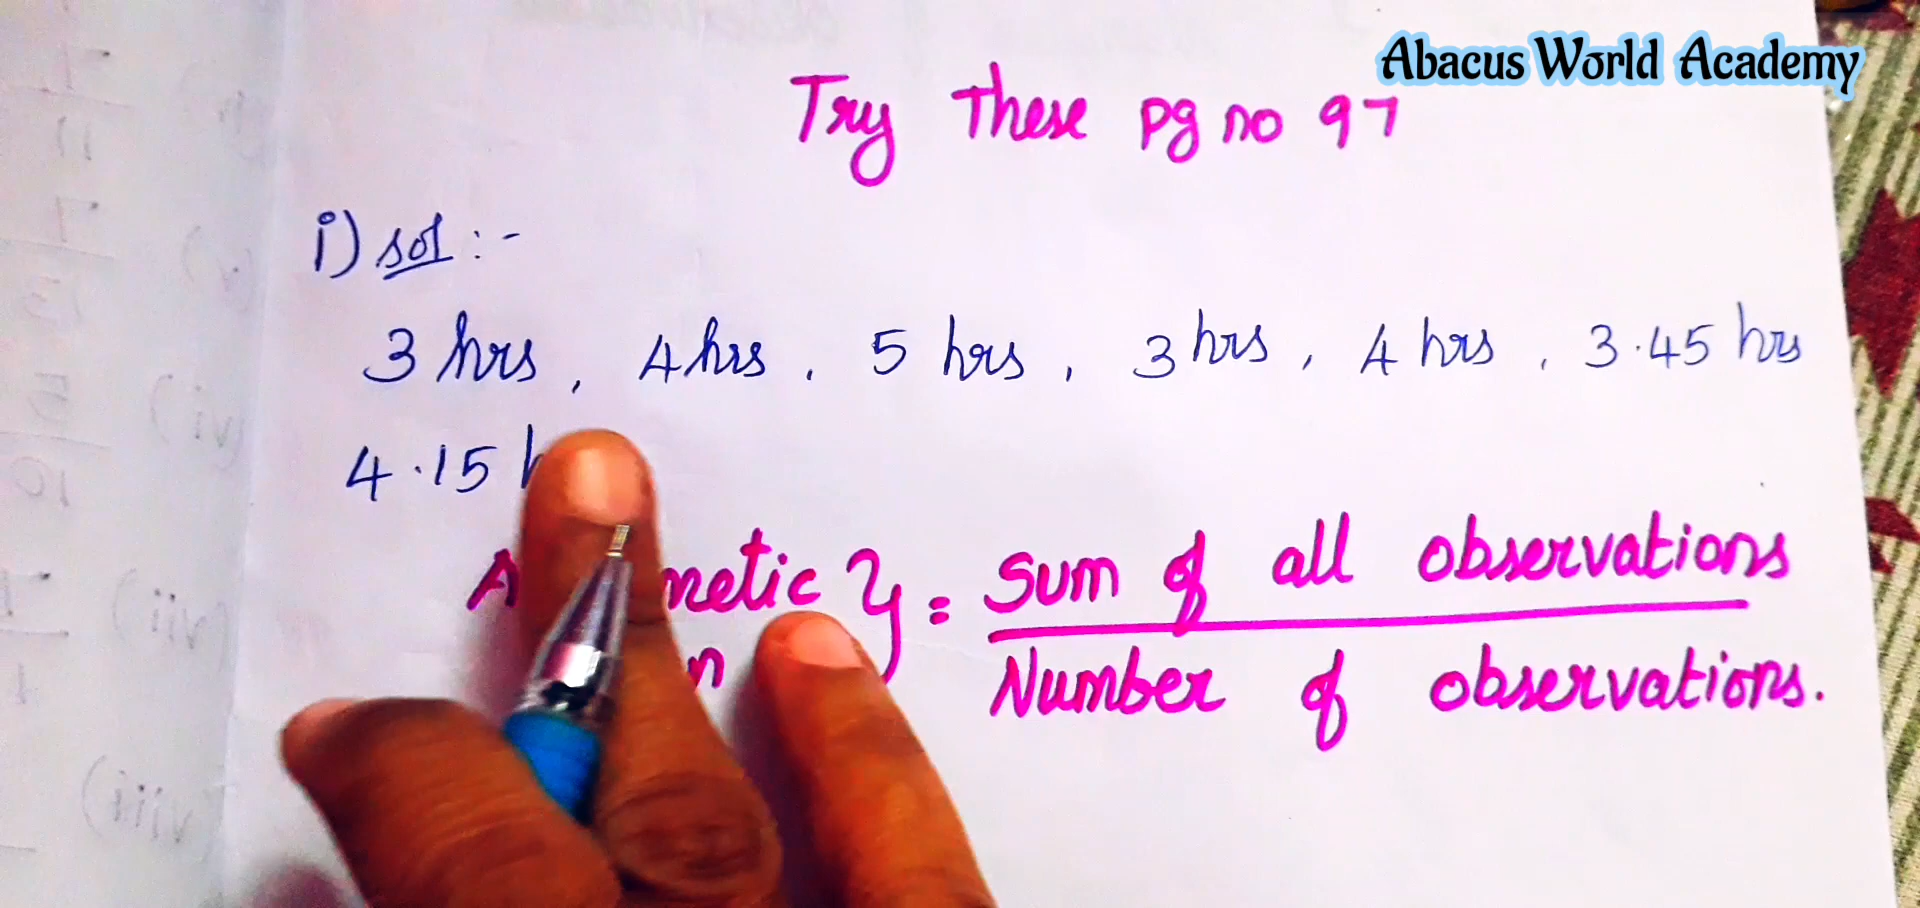 Abacus World Academy
Try These pg no 97
i) sol :-
3 hrs, 4 hrs, 5 hrs, 3 hrs, 4 hrs, 3.45 hrs
4.15
= Sum of all observations
Number of observations.